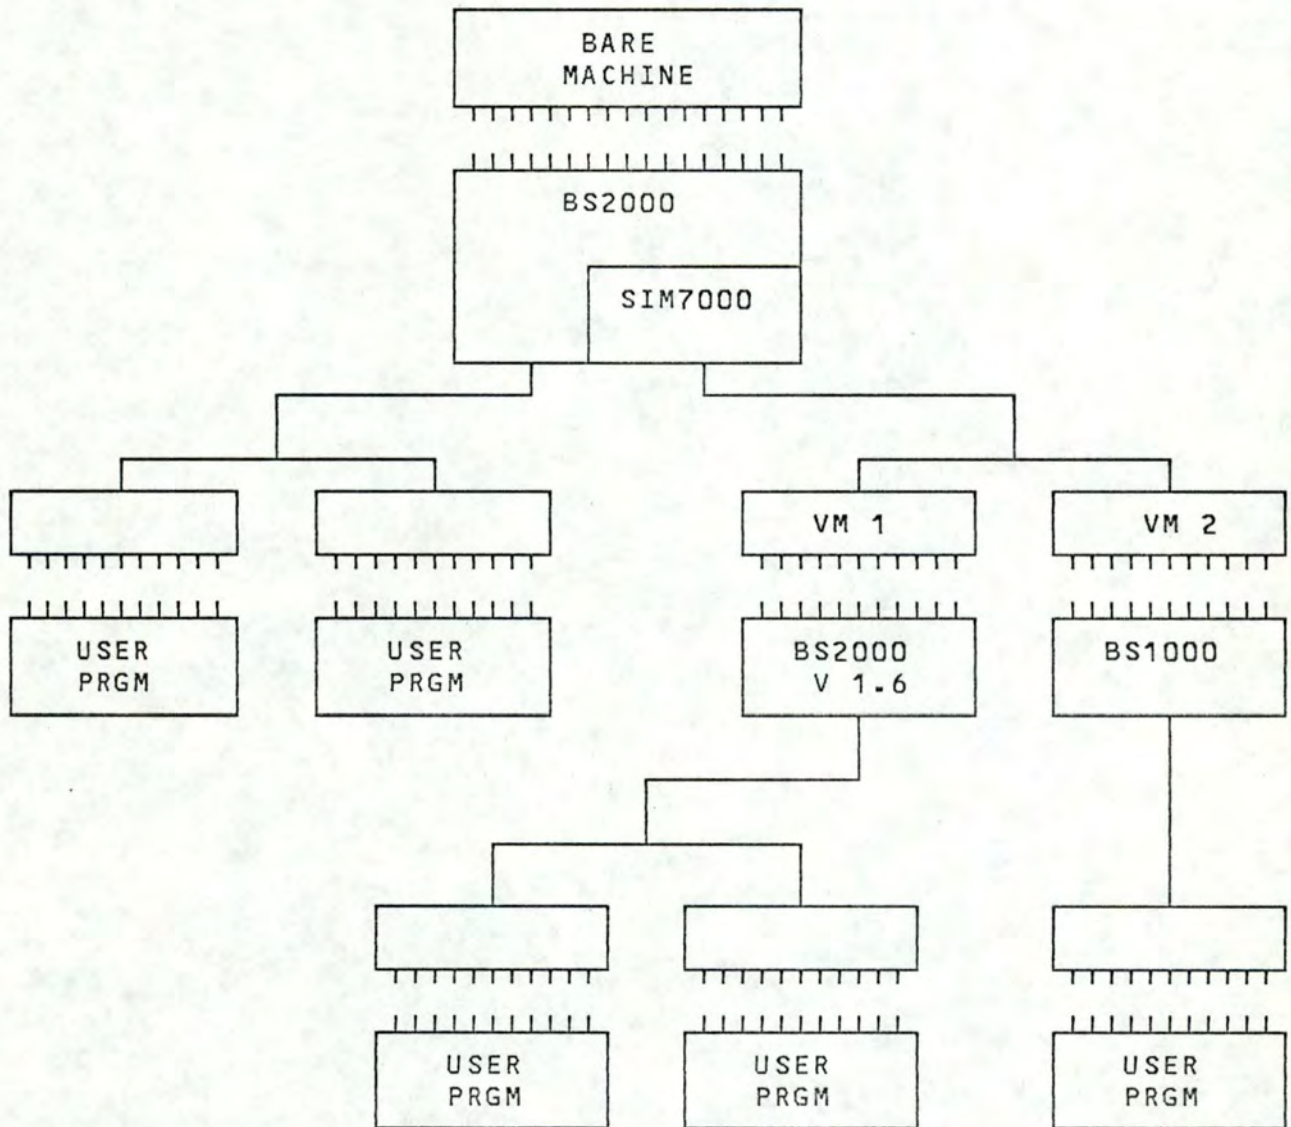 BARE
MACHINE
BS2000
SIM7000
VM 1
VM 2
USER
PRGM
USER
PRGM
BS2000
V 1.6
BS1000
USER
PRGM
USER
PRGM
USER
PRGM